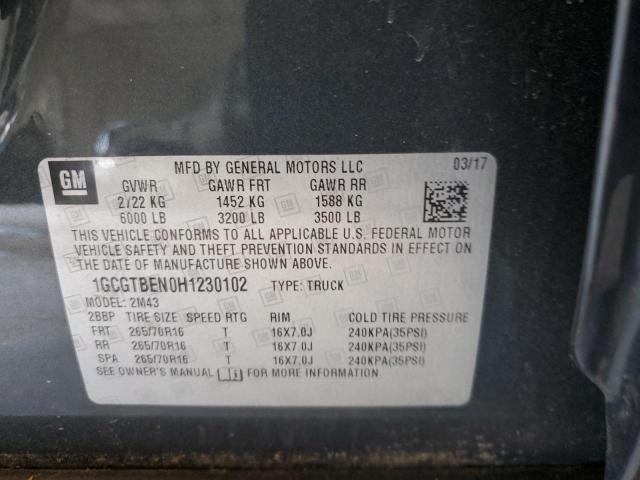 GM
MFD BY GENERAL MOTORS LLC 03/17
GVWR GAWR FRT GAWR RR
2722 KG 1452 KG 1588 KG
6000 LB 3200 LB 3500 LB
THIS VEHICLE CONFORMS TO ALL APPLICABLE U.S. FEDERAL MOTOR
VEHICLE SAFETY AND THEFT PREVENTION STANDARDS IN EFFECT ON
THE DATE OF MANUFACTURE SHOWN ABOVE.
1GCGTBEN0H1230102 TYPE: TRUCK
MODEL: 2M43
2BBP TIRE SIZE SPEED RTG RIM COLD TIRE PRESSURE
FRT 265/70R16 T 16X7.0J 240KPA(35PSI)
RR 265/70R16 T 16X7.0J 240KPA(35PSI)
SPA 265/70R16 T 16X7.0J 240KPA(35PSI)
SEE OWNER'S MANUAL FOR MORE INFORMATION